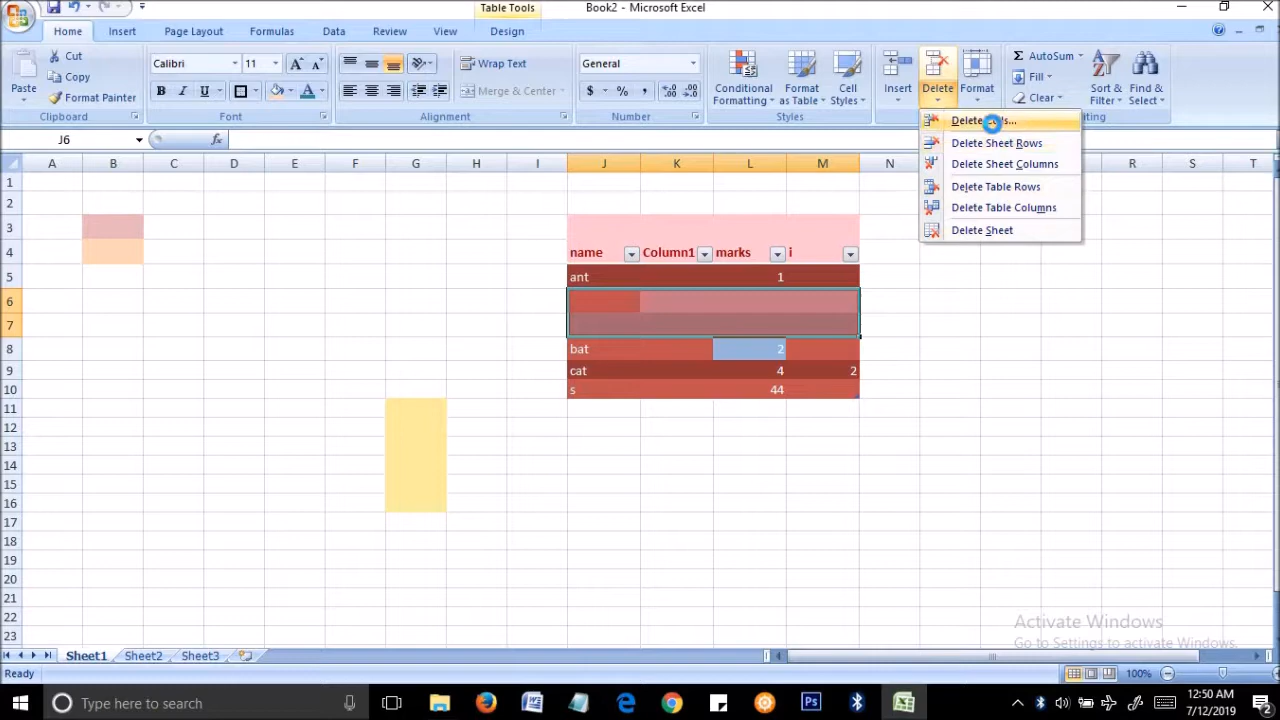 Table Tools
Book2 - Microsoft Excel
Home
Insert
Page Layout
Formulas
Data
Review
View
Design
Paste
Cut
Copy
Format Painter
Clipboard
Calibri
11
B
I
U
Font
Wrap Text
Merge & Center
Alignment
General
$
%
,
Number
Conditional
Formatting
Format
as Table
Cell
Styles
Styles
Insert
Delete
Format
AutoSum
Fill
Clear
Sort &
Filter
Find &
Select
Delete
Delete Sheet Rows
Delete Sheet Columns
Delete Table Rows
Delete Table Columns
Delete Sheet
J6
fx
A B C D E F G H I J K L M N R S T
1
2
3
4 name Column1 marks i
5 ant 1
6
7
8 bat 2
9 cat 4 2
10 s 44
11
12
13
14
15
16
17
18
19
20
21
22
23
Activate Windows
Go to Settings to activate Windows.
Sheet1
Sheet2
Sheet3
Ready
100%
Type here to search
12:50 AM
7/12/2019